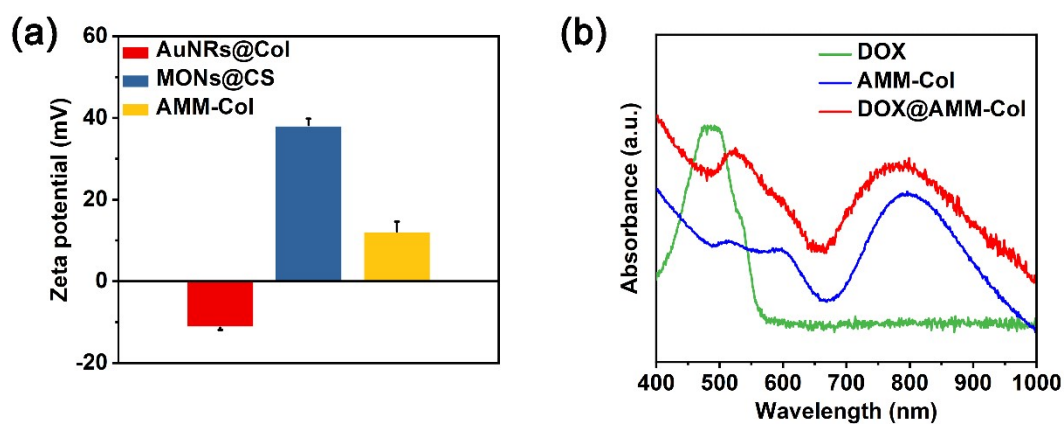 (a)
AuNRs@Col
MONs@CS
AMM-Col
Zeta potential (mV)
60
40
20
0
-20
(b)
DOX
AMM-Col
DOX@AMM-Col
Absorbance (a.u.)
400 500 600 700 800 900 1000
Wavelength (nm)